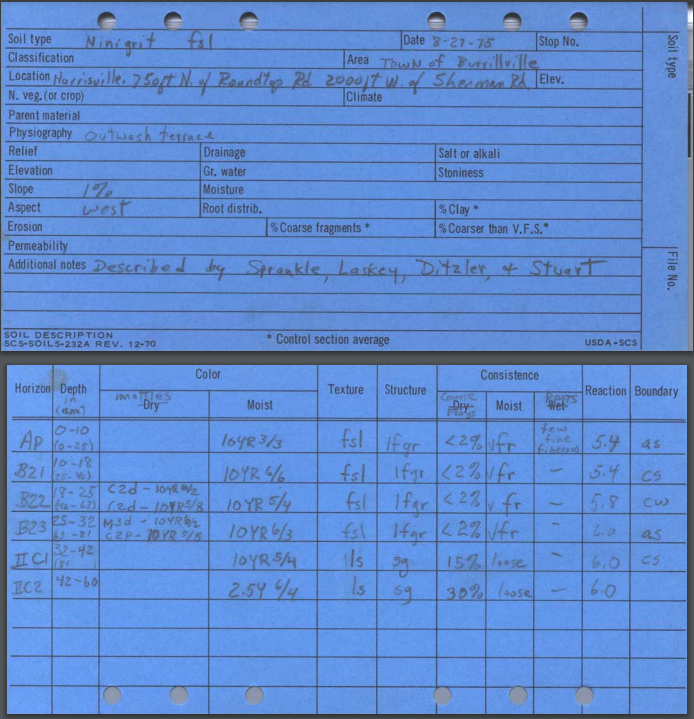 Soil type Ninigrit fsl Date 8-27-75 Stop No.
Soil type
Classification Area Town of Burrillville
Location Harrisville. 750ft N. of Roundtop Rd. 2000ft W. of Sherman Rd. Elev.
N. veg. (or crop) Climate
Parent material
Physiography Outwash terrace
Relief Drainage Salt or alkali
Elevation Gr. water Stoniness
Slope 1% Moisture
Aspect west Root distrib. % Clay *
Erosion % Coarse fragments * % Coarser than V.F.S.*
Permeability
File No.
Additional notes Described by Sprankle, Laskey, Ditzler, & Stuart
SOIL DESCRIPTION
SCS-SOILS-232A REV. 12-70 * Control section average USDA-SCS
Color Consistence
Horizon Depth in (cm) mottles Dry Moist Texture Structure Coarse Frags Dry Moist Roots Wet Reaction Boundary
Ap 0-10 (0-25) 10YR 3/3 fsl 1fgr <2% vfr few fine fibrous 5.4 as
B21 10-18 (25-46) 10YR 6/6 fsl 1fgr <2% vfr - 5.4 cs
B22 18-25 C2d - 10YR 6/2 C2d - 10YR 5/8 10YR 5/4 fsl 1fgr <2% vfr - 5.8 cw
B23 25-32 M3d - 10YR 6/2 C2P - 10YR 5/8 10YR 6/3 fsl 1fgr <2% vfr - 6.0 as
IIC1 32-42 (81 10YR 5/4 ls sg 15% loose - 6.0 cs
IIC2 42-60 2.5Y 6/4 ls sg 30% loose - 6.0